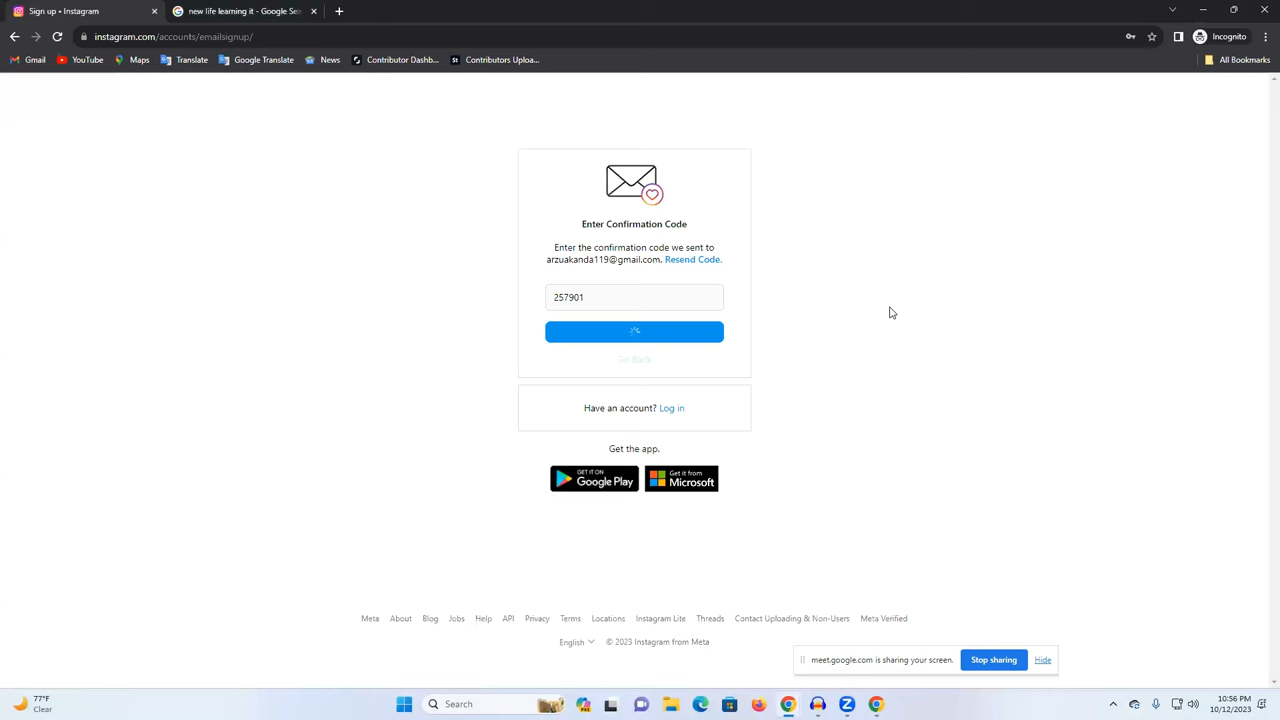 Sign up • Instagram
new life learning it - Google Sea
instagram.com/accounts/emailsignup/
Incognito
Gmail
YouTube
Maps
Translate
Google Translate
News
Contributor Dashb...
Contributors Uploa...
All Bookmarks
Enter Confirmation Code
Enter the confirmation code we sent to
arzuakanda119@gmail.com. Resend Code.
257901
Go Back
Have an account? Log in
Get the app.
GET IT ON
Google Play
Get it from
Microsoft
Meta About Blog Jobs Help API Privacy Terms Locations Instagram Lite Threads Contact Uploading & Non-Users Meta Verified
English © 2023 Instagram from Meta
meet.google.com is sharing your screen. Stop sharing Hide
77°F
Clear
Search
10:56 PM
10/12/2023